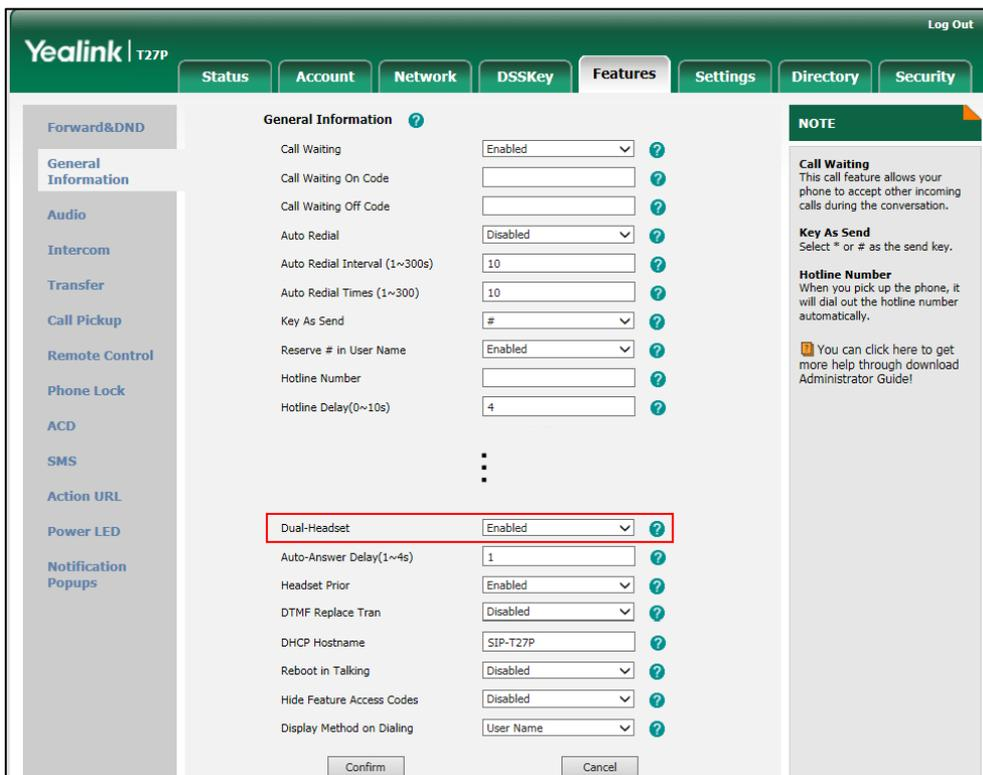 Log Out
Yealink | T27P
Status Account Network DSSKey Features Settings Directory Security
Forward&DND
General
Information
Audio
Intercom
Transfer
Call Pickup
Remote Control
Phone Lock
ACD
SMS
Action URL
Power LED
Notification
Popups
General Information ?
Call Waiting Enabled ?
Call Waiting On Code ?
Call Waiting Off Code ?
Auto Redial Disabled ?
Auto Redial Interval (1~300s) 10 ?
Auto Redial Times (1~300) 10 ?
Key As Send # ?
Reserve # in User Name Enabled ?
Hotline Number ?
Hotline Delay(0~10s) 4 ?
Dual-Headset Enabled ?
Auto-Answer Delay(1~4s) 1 ?
Headset Prior Enabled ?
DTMF Replace Tran Disabled ?
DHCP Hostname SIP-T27P ?
Reboot in Talking Disabled ?
Hide Feature Access Codes Disabled ?
Display Method on Dialing User Name ?
Confirm Cancel
NOTE
Call Waiting
This call feature allows your
phone to accept other incoming
calls during the conversation.
Key As Send
Select * or # as the send key.
Hotline Number
When you pick up the phone, it
will dial out the hotline number
automatically.
? You can click here to get
more help through download
Administrator Guide!